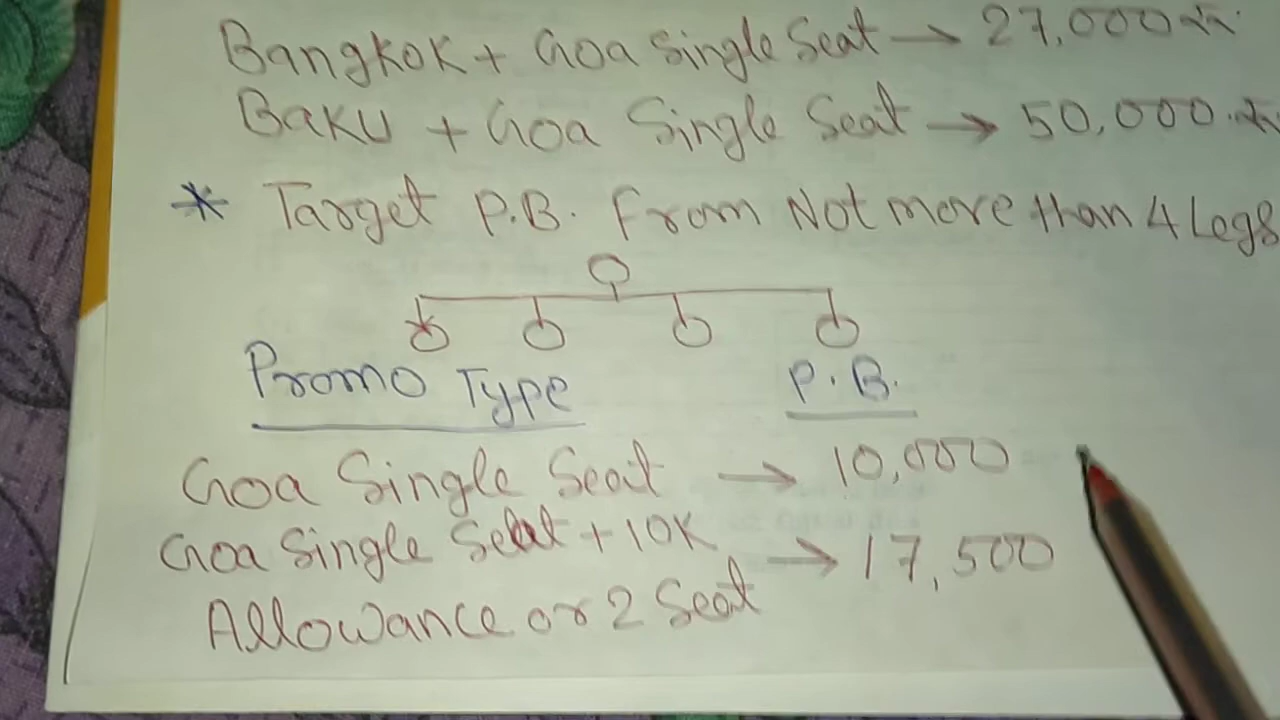 Bangkok + Goa Single Seat → 27,000
Baku + Goa Single Seat → 50,000
* Target P.B. From Not more than 4 Legs
Promo Type P.B.
Goa Single Seat → 10,000
Goa Single Seat + 10K → 17,500
Allowance or 2 Seat